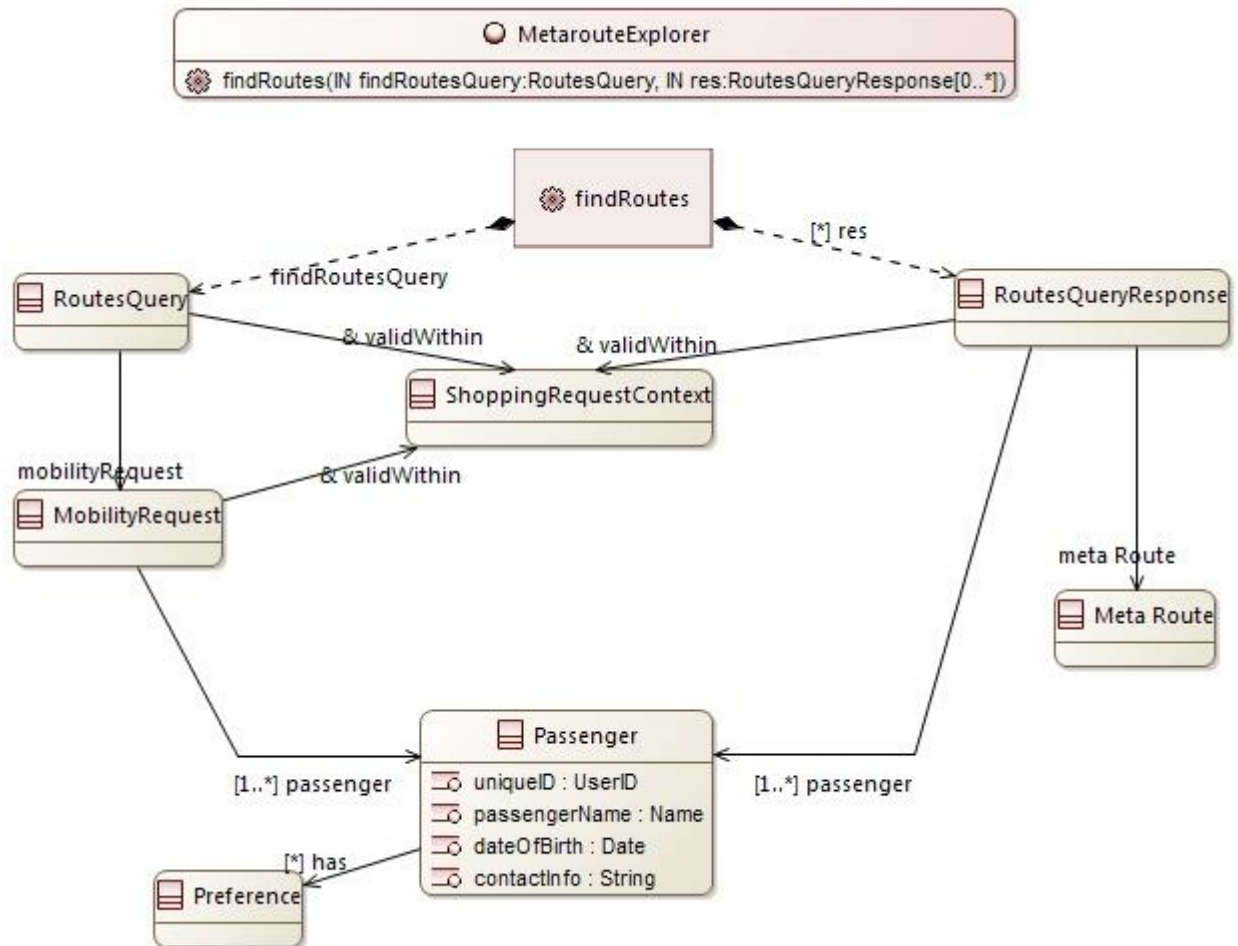 MetarouteExplorer
findRoutes(IN findRoutesQuery:RoutesQuery, IN res:RoutesQueryResponse[0..*])
findRoutes
[*] res
findRoutesQuery
RoutesQuery
RoutesQueryResponse
& validWithin
& validWithin
ShoppingRequestContext
mobilityRequest
& validWithin
MobilityRequest
meta Route
Meta Route
Passenger
[1..*] passenger
[1..*] passenger
uniqueID : UserID
passengerName : Name
dateOfBirth : Date
contactInfo : String
[*] has
Preference